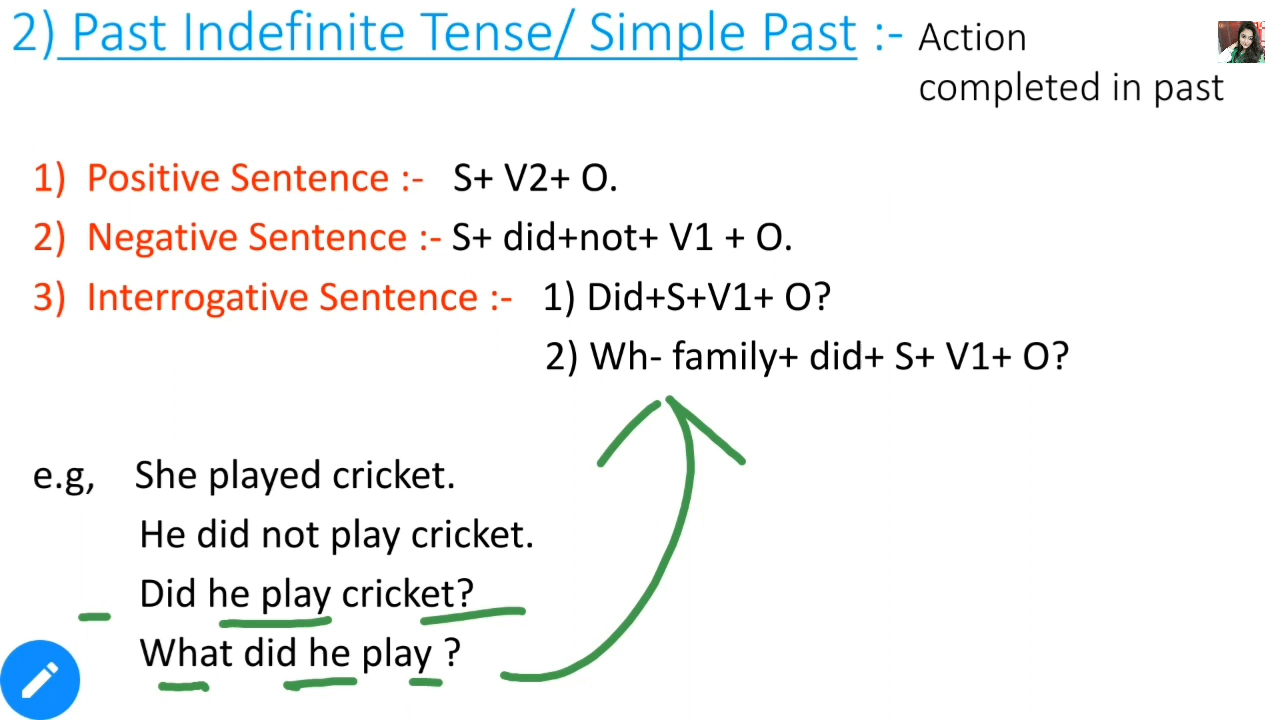 2) Past Indefinite Tense/ Simple Past :- Action
completed in past
1) Positive Sentence :- S+ V2+ O.
2) Negative Sentence :- S+ did+not+ V1 + O.
3) Interrogative Sentence :- 1) Did+S+V1+ O?
2) Wh- family+ did+ S+ V1+ O?
e.g, She played cricket.
He did not play cricket.
Did he play cricket?
What did he play ?